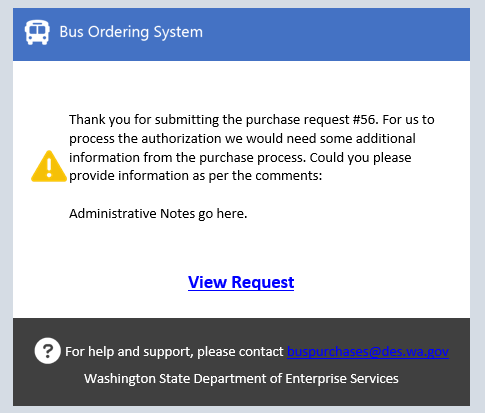 Bus Ordering System
Thank you for submitting the purchase request #56. For us to
process the authorization we would need some additional
information from the purchase process. Could you please
provide information as per the comments:
Administrative Notes go here.
View Request
For help and support, please contact buspurchases@des.wa.gov
Washington State Department of Enterprise Services